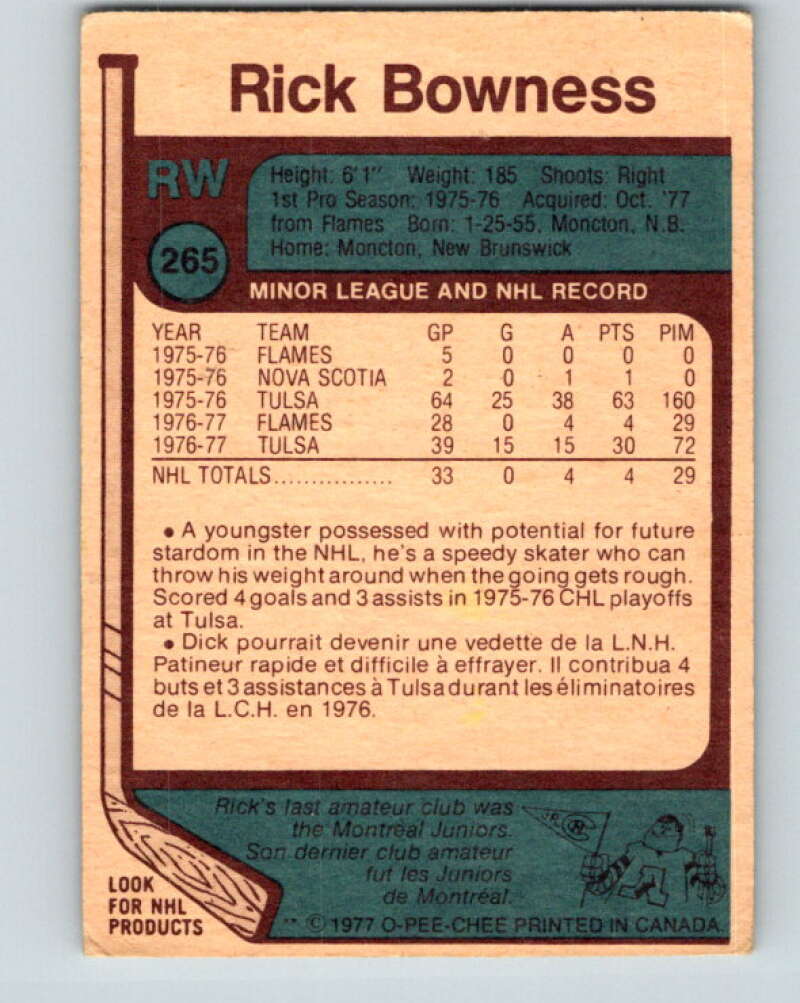 Rick Bowness
RW
Height: 6'1" Weight: 185 Shoots: Right
1st Pro Season: 1975-76 Acquired: Oct. '77
from Flames Born: 1-25-55, Moncton, N.B.
Home: Moncton, New Brunswick
265
MINOR LEAGUE AND NHL RECORD
YEAR TEAM GP G A PTS PIM
1975-76 FLAMES 5 0 0 0 0
1975-76 NOVA SCOTIA 2 0 1 1 0
1975-76 TULSA 64 25 38 63 160
1976-77 FLAMES 28 0 4 4 29
1976-77 TULSA 39 15 15 30 72
NHL TOTALS................ 33 0 4 4 29
• A youngster possessed with potential for future
stardom in the NHL, he's a speedy skater who can
throw his weight around when the going gets rough.
Scored 4 goals and 3 assists in 1975-76 CHL playoffs
at Tulsa.
• Dick pourrait devenir une vedette de la L.N.H.
Patineur rapide et difficile à effrayer. Il contribua 4
buts et 3 assistances à Tulsa durant les éliminatoires
de la L.C.H. en 1976.
Rick's last amateur club was
the Montreal Juniors.
Son dernier club amateur
fut les Juniors
de Montréal.
JR.
LOOK
FOR NHL
PRODUCTS
** © 1977 O-PEE-CHEE PRINTED IN CANADA